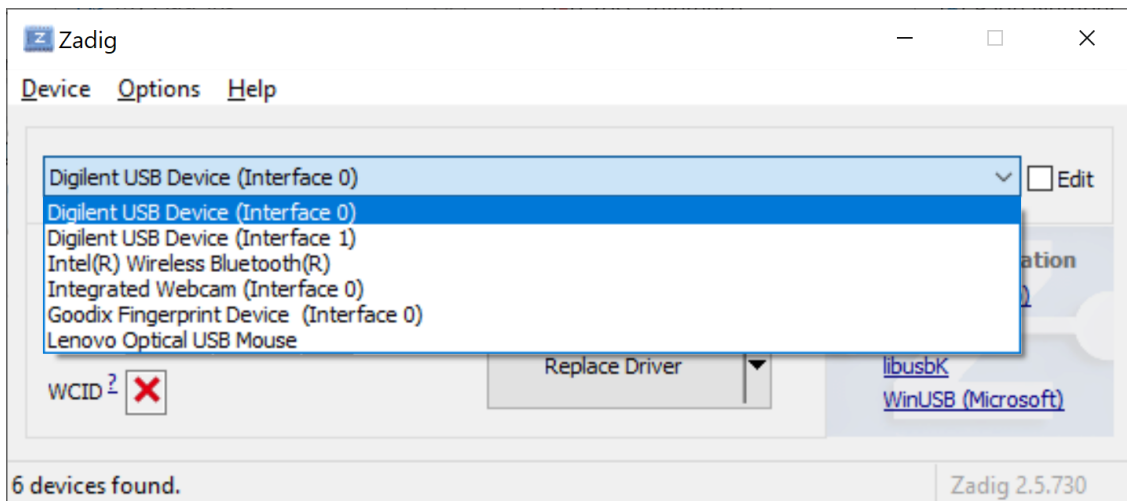 Zadig
Device Options Help
Digilent USB Device (Interface 0)
Edit
Digilent USB Device (Interface 0)
Digilent USB Device (Interface 1)
Intel(R) Wireless Bluetooth(R)
Integrated Webcam (Interface 0)
Goodix Fingerprint Device  (Interface 0)
Lenovo Optical USB Mouse
ation
WCID ?
Replace Driver
libusbK
WinUSB (Microsoft)
6 devices found.
Zadig 2.5.730